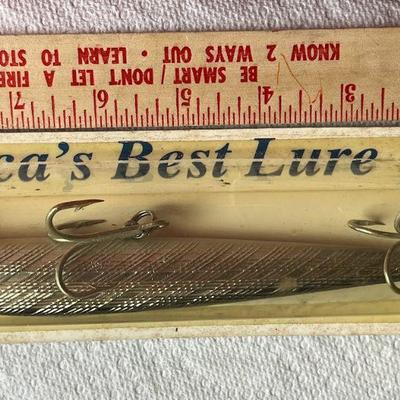 BE SMART / DON'T LET A FIRE
KNOW 2 WAYS OUT • LEARN TO STO
3 4 5 6 7
ca's Best Lure